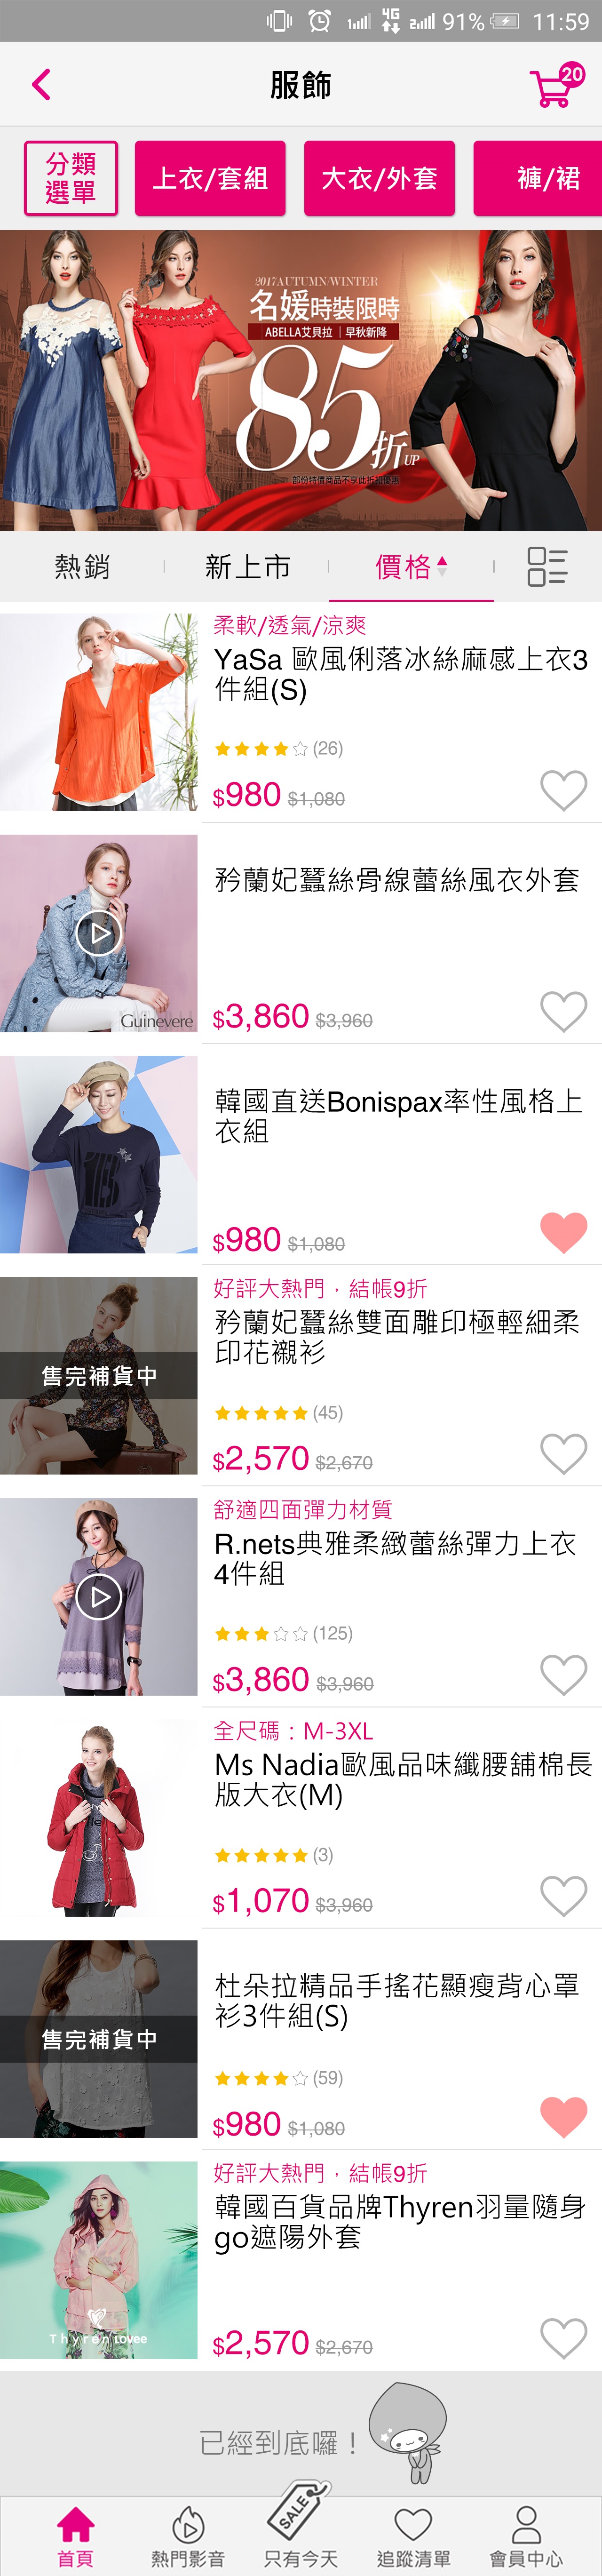 1 4G 2 91% 11:59
服飾
20
分類
選單
上衣/套組
大衣/外套
褲/裙
2017AUTUMN/WINTER
名媛時裝限時
ABELLA艾貝拉｜早秋新降
85折UP
部份特價商品不享此折扣優惠
熱銷
新上市
價格
柔軟/透氣/涼爽
YaSa 歐風俐落冰絲麻感上衣3
件組(S)
(26)
$980 $1,080
Guinevere
矜蘭妃蠶絲骨線蕾絲風衣外套
$3,860 $3,960
韓國直送Bonispax率性風格上
衣組
$980 $1,080
好評大熱門，結帳9折
矜蘭妃蠶絲雙面雕印極輕細柔
印花襯衫
售完補貨中
(45)
$2,570 $2,670
舒適四面彈力材質
R.nets典雅柔緻蕾絲彈力上衣
4件組
(125)
$3,860 $3,960
全尺碼：M-3XL
Ms Nadia歐風品味纖腰舖棉長
版大衣(M)
(3)
$1,070 $3,960
杜朵拉精品手搖花顯瘦背心罩
衫3件組(S)
售完補貨中
(59)
$980 $1,080
好評大熱門，結帳9折
韓國百貨品牌Thyren羽量隨身
go遮陽外套
Thyren Lovee
$2,570 $2,670
已經到底囉！
SALE
首頁
熱門影音
只有今天
追蹤清單
會員中心